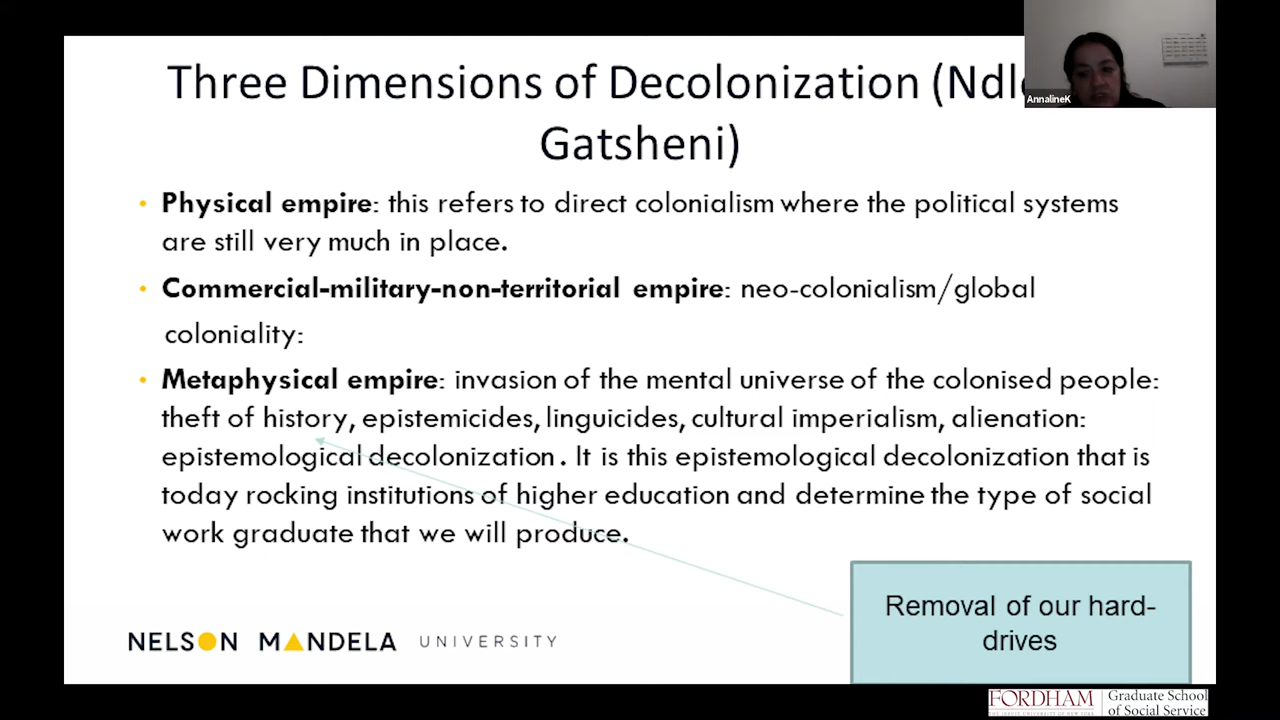 Three Dimensions of Decolonization (Ndl
Gatsheni)
AnnalineK
• Physical empire: this refers to direct colonialism where the political systems
are still very much in place.
• Commercial-military-non-territorial empire: neo-colonialism/global
coloniality:
• Metaphysical empire: invasion of the mental universe of the colonised people:
theft of history, epistemicides, linguicides, cultural imperialism, alienation:
epistemological decolonization. It is this epistemological decolonization that is
today rocking institutions of higher education and determine the type of social
work graduate that we will produce.
Removal of our hard-
drives
NELSON MANDELA UNIVERSITY
FORDHAM Graduate School
of Social Service